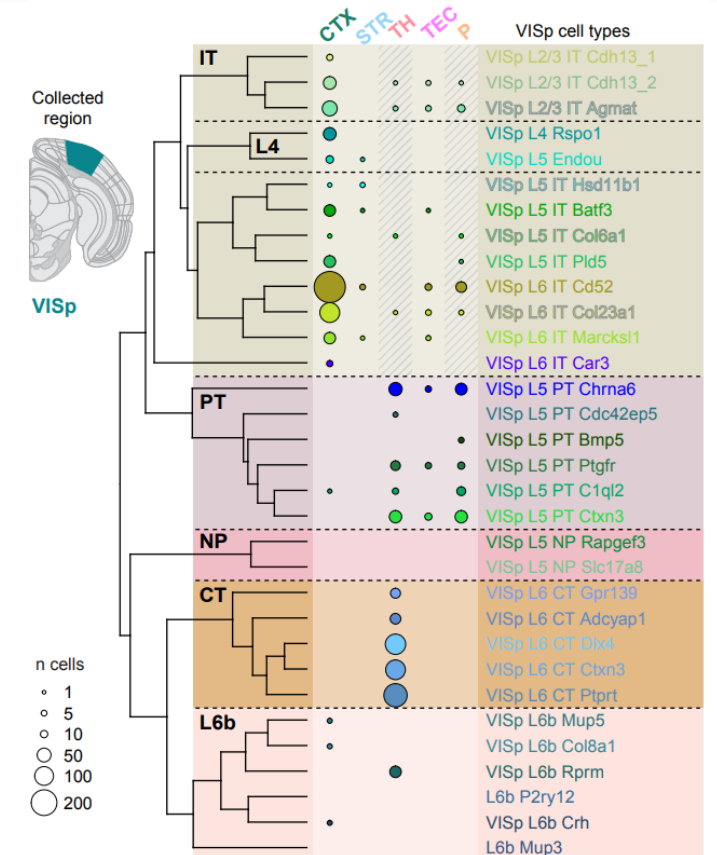 CTX STR TH TEC P VISp cell types
IT VISp L2/3 IT Cdh13_1
VISp L2/3 IT Cdh13_2
Collected
region
VISp L2/3 IT Agmat
VISp L4 Rspo1
L4
VISp L5 Endou
VISp L5 IT Hsd11b1
VISp L5 IT Batf3
VISp L5 IT Col6a1
VISp L5 IT Pld5
VISp L6 IT Cd52
VISp
VISp L6 IT Col23a1
VISp L6 IT Marcksl1
VISp L6 IT Car3
VISp L5 PT Chrna6
PT
VISp L5 PT Cdc42ep5
VISp L5 PT Bmp5
VISp L5 PT Ptgfr
VISp L5 PT C1ql2
VISp L5 PT Ctxn3
NP VISp L5 NP Rapgef3
VISp L5 NP Slc17a8
CT VISp L6 CT Gpr139
VISp L6 CT Adcyap1
VISp L6 CT Dlx4
n cells
VISp L6 CT Ctxn3
1
VISp L6 CT Ptprt
5
L6b VISp L6b Mup5
10
VISp L6b Col8a1
50
VISp L6b Rprm
100
L6b P2ry12
200
VISp L6b Crh
L6b Mup3